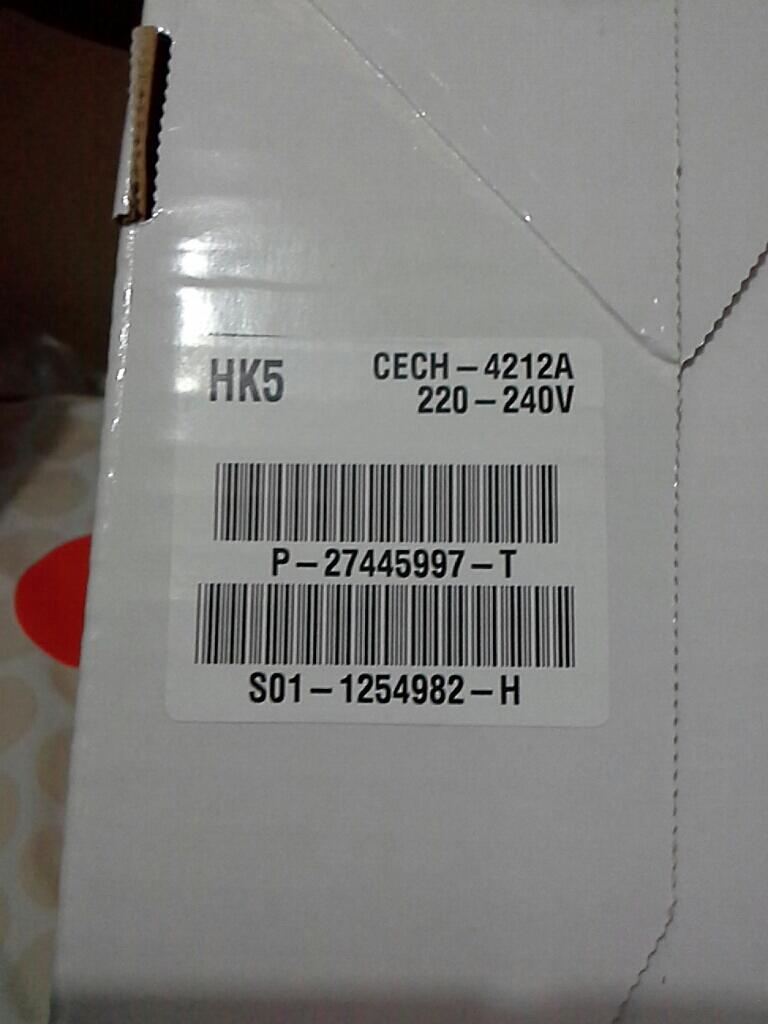 HK5
CECH-4212A
220-240V
P-27445997-T
S01-1254982-H